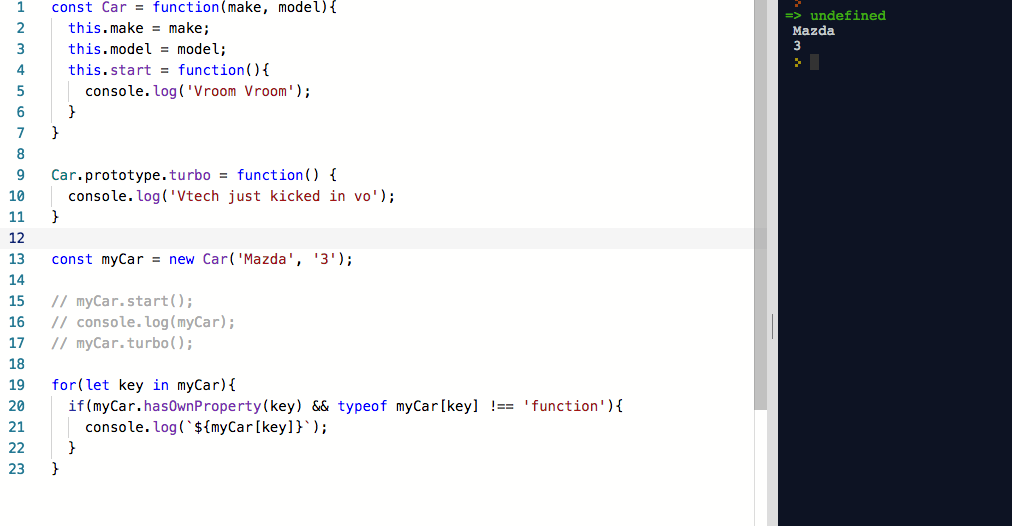 1 const Car = function(make, model){
2 this.make = make;
3 this.model = model;
4 this.start = function(){
5 console.log('Vroom Vroom');
6 }
7 }
8
9 Car.prototype.turbo = function() {
10 console.log('Vtech just kicked in vo');
11 }
12
13 const myCar = new Car('Mazda', '3');
14
15 // myCar.start();
16 // console.log(myCar);
17 // myCar.turbo();
18
19 for(let key in myCar){
20 if(myCar.hasOwnProperty(key) && typeof myCar[key] !== 'function'){
21 console.log(`${myCar[key]}`);
22 }
23 }
=> undefined
Mazda
3